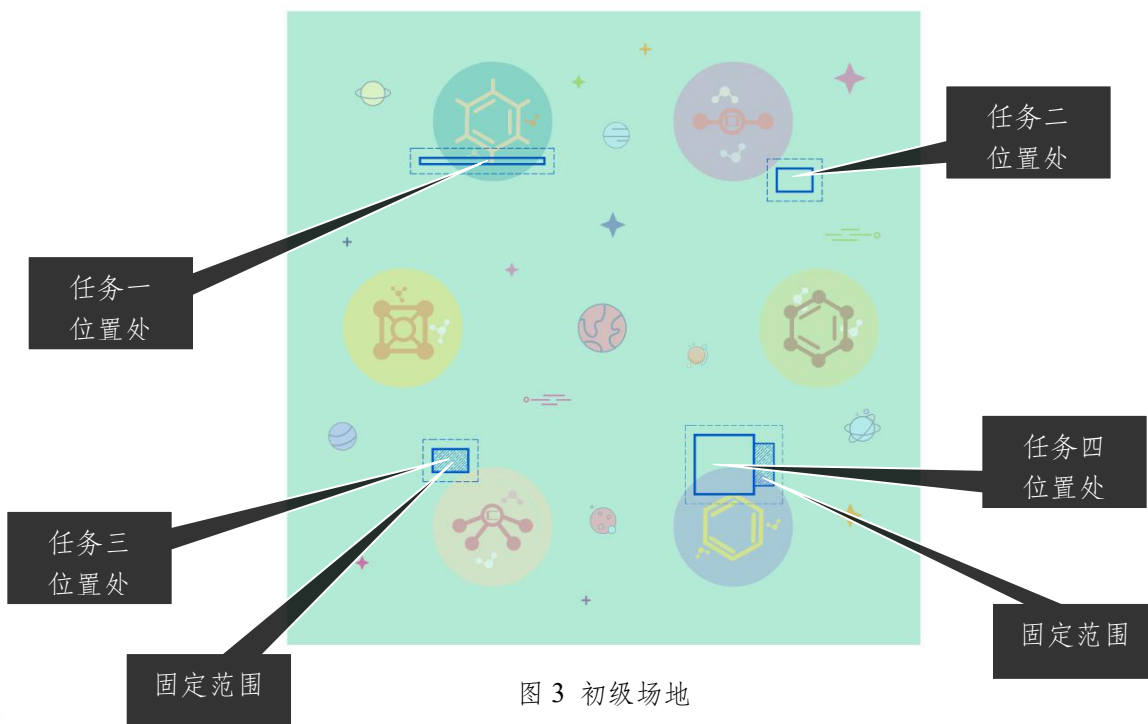 任务二
位置处
任务一
位置处
任务四
位置处
任务三
位置处
固定范围
固定范围
图 3 初级场地